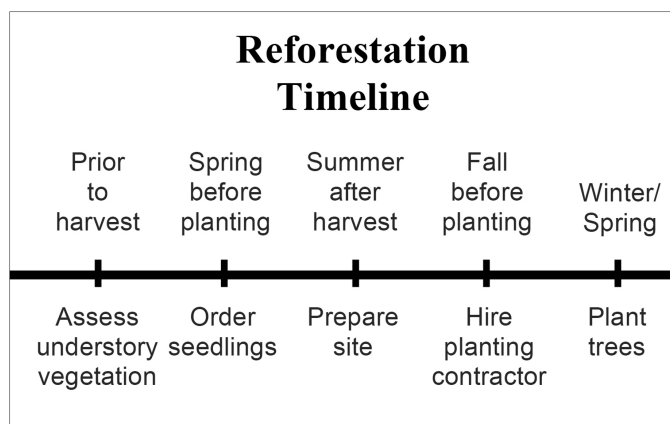 Reforestation
Timeline
Prior
to
harvest
Spring
before
planting
Summer
after
harvest
Fall
before
planting
Winter/
Spring
Assess
understory
vegetation
Order
seedlings
Prepare
site
Hire
planting
contractor
Plant
trees